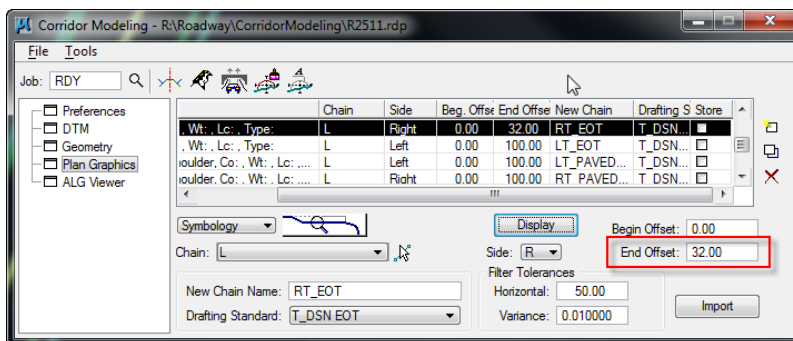 Corridor Modeling - R:\Roadway\CorridorModeling\R2511.rdp
File Tools
Job: RDY
Preferences
DTM
Geometry
Plan Graphics
ALG Viewer
Chain Side Beg. Offse End Offse New Chain Drafting S Store
, Wt: , Lc: , Type: L Right 0.00 32.00 RT_EOT T_DSN...
, Wt: , Lc: , Type: L Left 0.00 100.00 LT_EOT T_DSN...
oulder, Co: , Wt: , Lc: ,... L Left 0.00 100.00 LT_PAVED... T_DSN...
oulder, Co: , Wt: , Lc: ... L Right 0.00 100.00 RT_PAVED... T_DSN...
Symbology
Display
Begin Offset: 0.00
Chain: L
Side: R
End Offset: 32.00
Filter Tolerances
New Chain Name: RT_EOT
Horizontal: 50.00
Import
Drafting Standard: T_DSN EOT
Variance: 0.010000